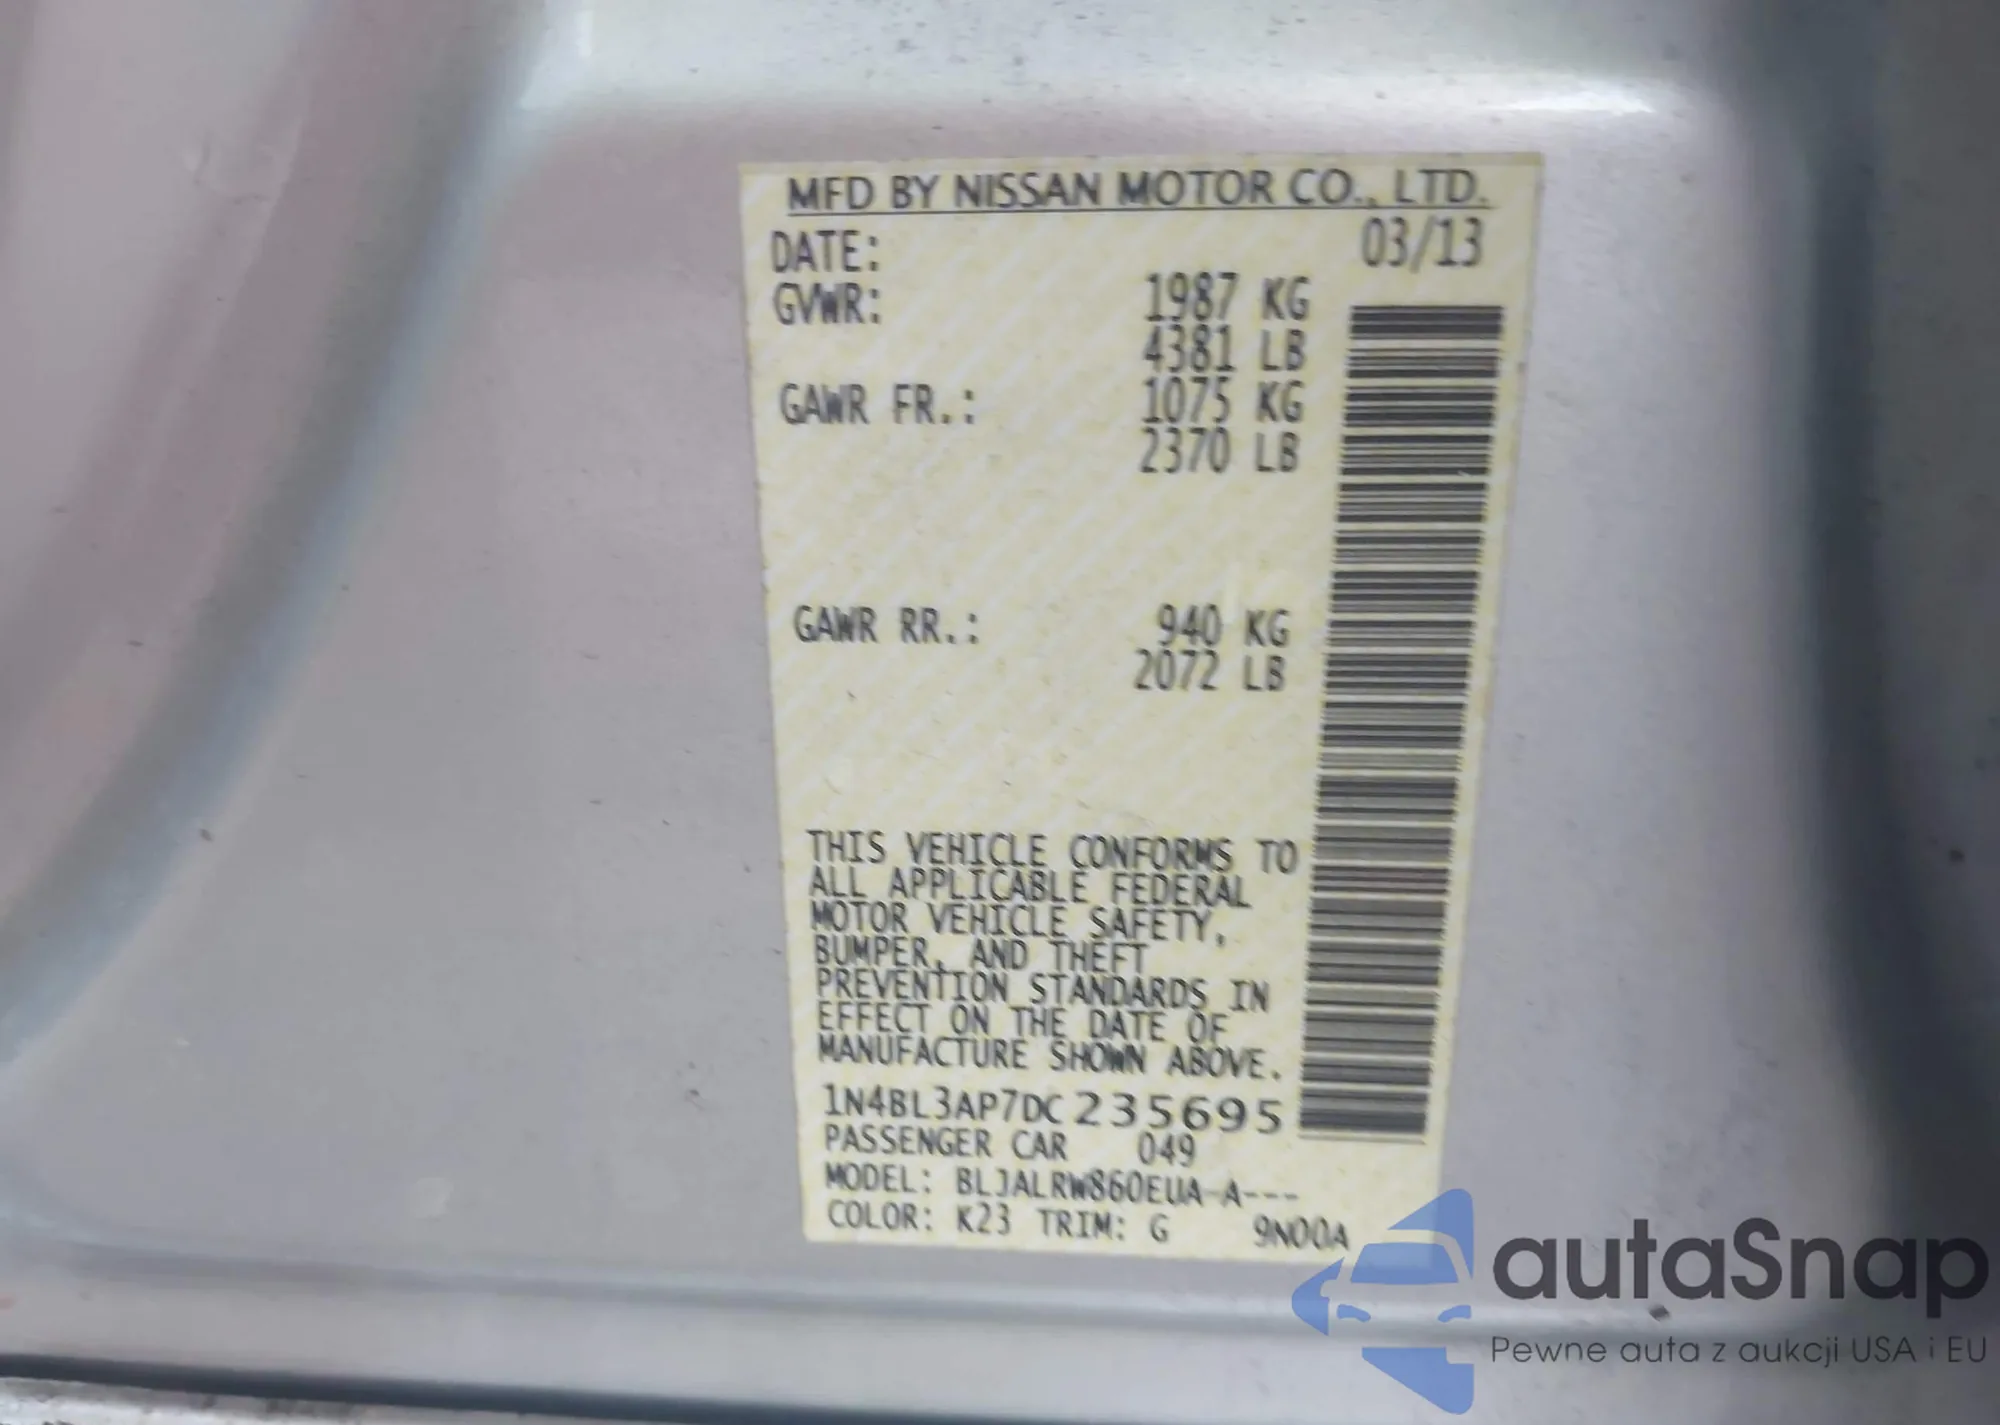 MFD BY NISSAN MOTOR CO., LTD.
DATE: 03/13
GVWR: 1987 KG
4381 LB
GAWR FR.: 1075 KG
2370 LB
GAWR RR.: 940 KG
2072 LB
THIS VEHICLE CONFORMS TO
ALL APPLICABLE FEDERAL
MOTOR VEHICLE SAFETY,
BUMPER, AND THEFT
PREVENTION STANDARDS IN
EFFECT ON THE DATE OF
MANUFACTURE SHOWN ABOVE.
1N4BL3AP7DC235695
PASSENGER CAR 049
MODEL: BLJALRW860EUA-A---
COLOR: K23 TRIM: G 9N00A
autaSnap
Pewne auta z aukcji USA i EU